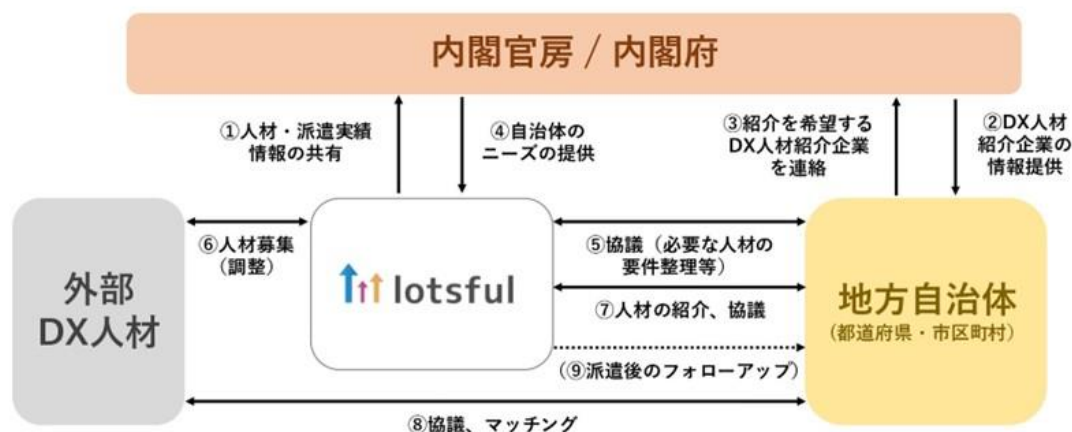 内閣官房 / 内閣府
①人材・派遣実績
情報の共有
④自治体の
ニーズの提供
③紹介を希望する
DX人材紹介企業
を連絡
②DX人材
紹介企業の
情報提供
外部
DX人材
⑥人材募集
（調整）
lotsful
⑤協議（必要な人材の
要件整理等）
⑦人材の紹介、協議
（⑨派遣後のフォローアップ）
地方自治体
（都道府県・市区町村）
⑧協議、マッチング